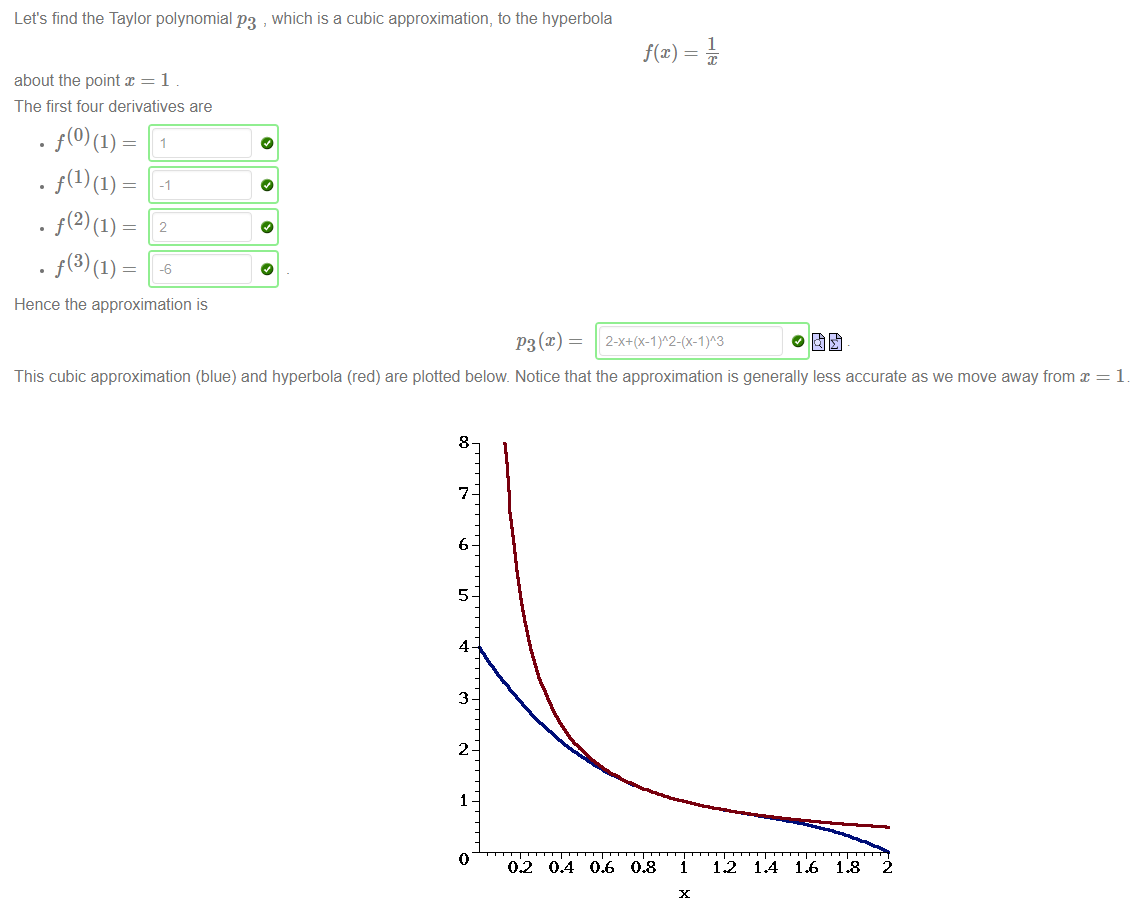 Let's find the Taylor polynomial p₃ , which is a cubic approximation, to the hyperbola
f(x) = 1/x
about the point x = 1 .
The first four derivatives are
• f⁽⁰⁾(1) = 1
• f⁽¹⁾(1) = -1
• f⁽²⁾(1) = 2
• f⁽³⁾(1) = -6 .
Hence the approximation is
p₃(x) = 2-x+(x-1)^2-(x-1)^3 .
This cubic approximation (blue) and hyperbola (red) are plotted below. Notice that the approximation is generally less accurate as we move away from x = 1.
8
7
6
5
4
3
2
1
0
0.2 0.4 0.6 0.8 1 1.2 1.4 1.6 1.8 2
x